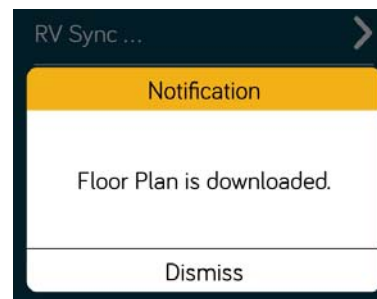 RV Sync ...
Notification
Floor Plan is downloaded.
Dismiss